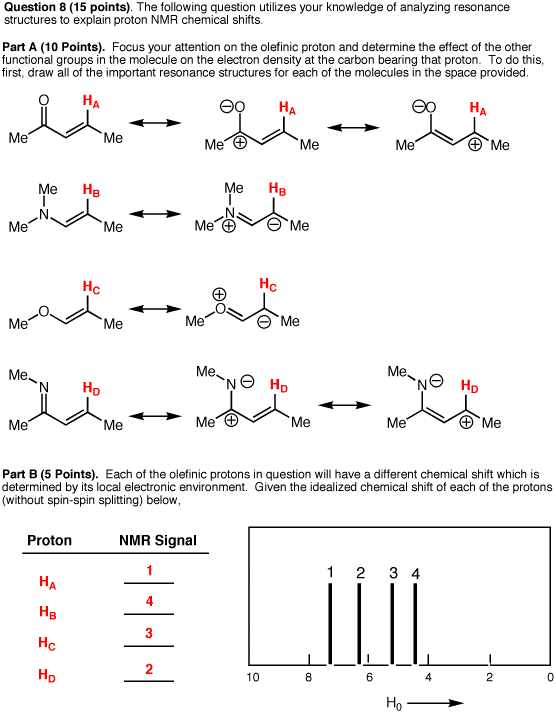 Question 8 (15 points). The following question utilizes your knowledge of analyzing resonance
structures to explain proton NMR chemical shifts.
Part A (10 Points). Focus your attention on the olefinic proton and determine the effect of the other
functional groups in the molecule on the electron density at the carbon bearing that proton. To do this,
first, draw all of the important resonance structures for each of the molecules in the space provided.
O HA ⊖O HA ⊖O HA
Me Me Me ⊕ Me Me ⊕ Me
Me HB Me HB
Me N Me Me N ⊕ ⊖ Me
HC ⊕ HC
Me O Me Me O ⊖ Me
Me N HD Me N ⊖ HD Me N ⊖ HD
Me Me Me ⊕ Me Me ⊕ Me
Part B (5 Points). Each of the olefinic protons in question will have a different chemical shift which is
determined by its local electronic environment. Given the idealized chemical shift of each of the protons
(without spin-spin splitting) below,
Proton NMR Signal
HA 1
HB 4
HC 3
HD 2
1 2 3 4
10 8 6 4 2 0
H0